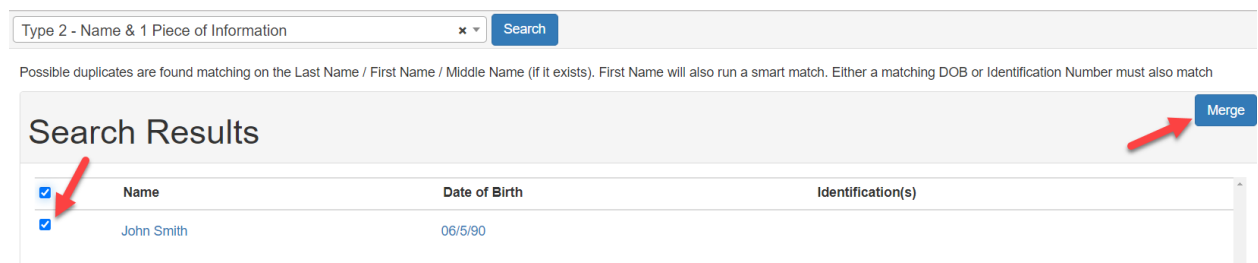 Type 2 - Name & 1 Piece of Information × Search
Possible duplicates are found matching on the Last Name / First Name / Middle Name (if it exists). First Name will also run a smart match. Either a matching DOB or Identification Number must also match
Merge
Search Results
Name Date of Birth Identification(s)
John Smith 06/5/90